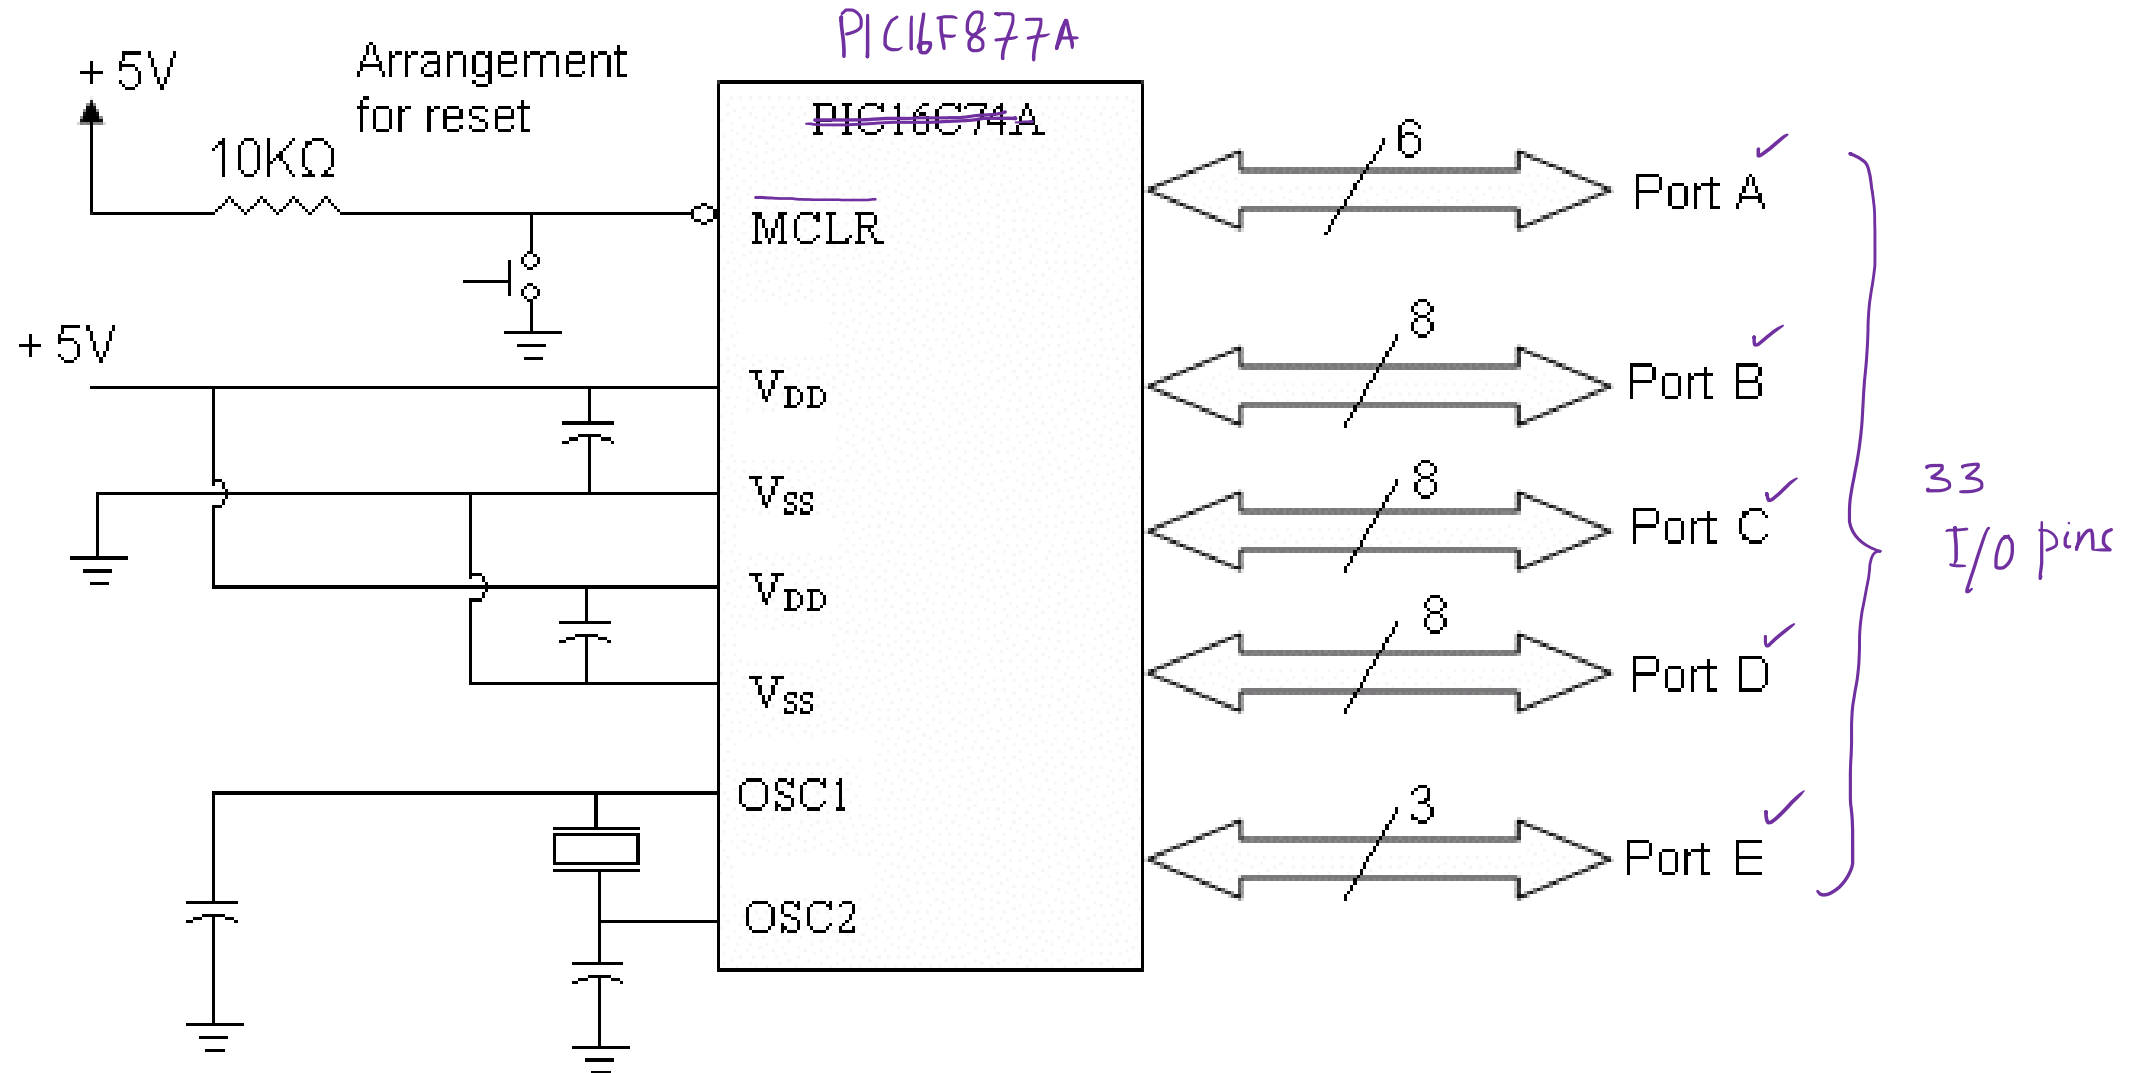 PIC16F877A
+ 5V
Arrangement
for reset
10KΩ
PIC16C74A
MCLR
+ 5V
VDD
VSS
VDD
VSS
OSC1
OSC2
6
Port A
8
Port B
8
Port C
8
Port D
3
Port E
33
I/O pins